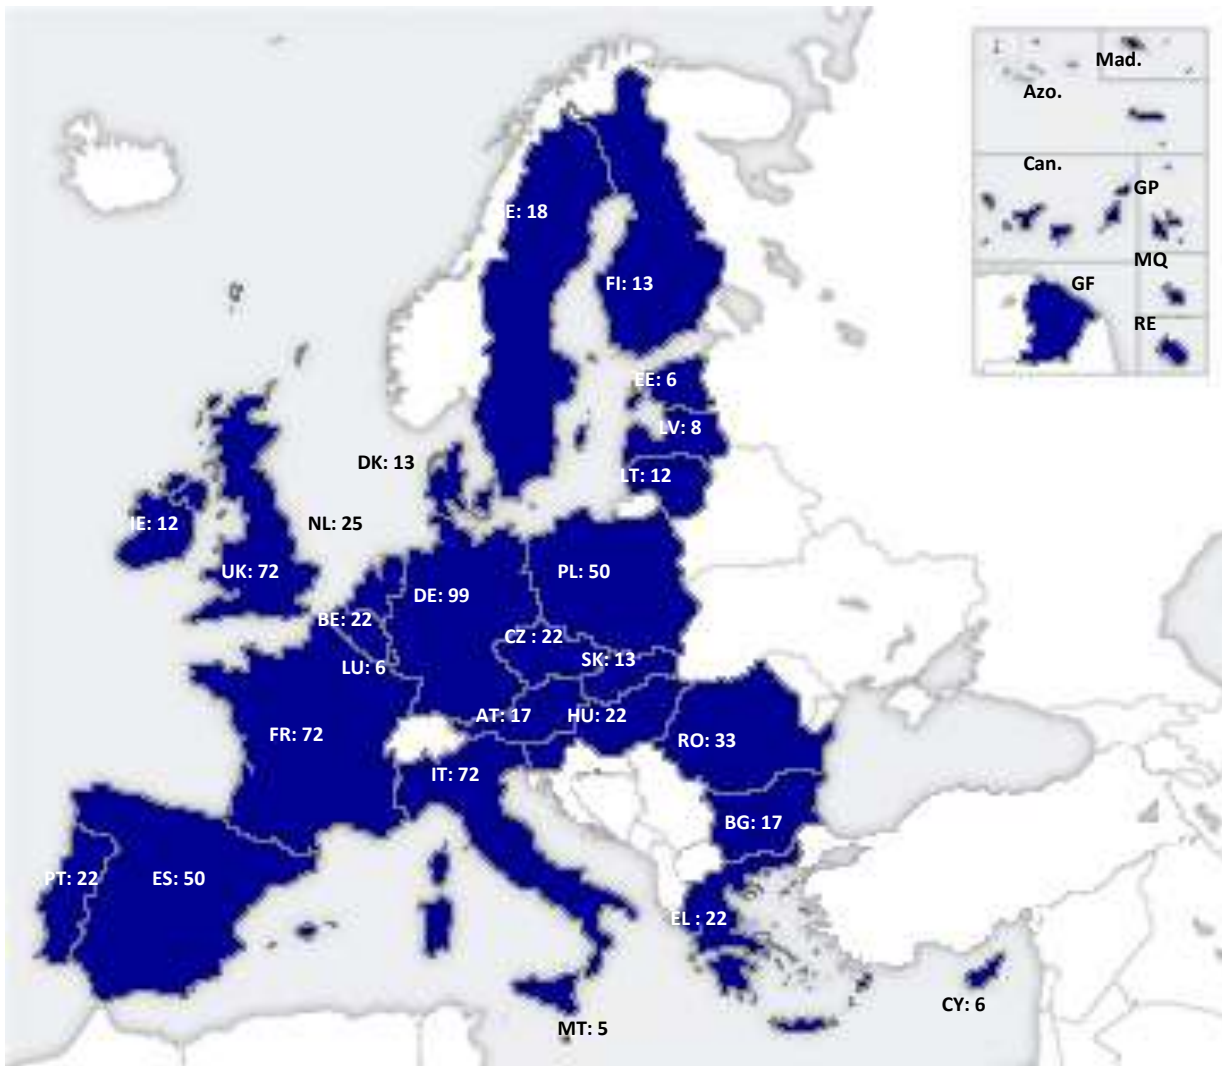 Mad.
Azo.
Can.
GP
MQ
GF
RE
E: 18
FI: 13
EE: 6
LV: 8
LT: 12
DK: 13
NL: 25
IE: 12
UK: 72
DE: 99
PL: 50
BE: 22
CZ : 22
SK: 13
LU: 6
AT: 17
HU: 22
FR: 72
RO: 33
IT: 72
BG: 17
PT: 22
ES: 50
EL : 22
CY: 6
MT: 5